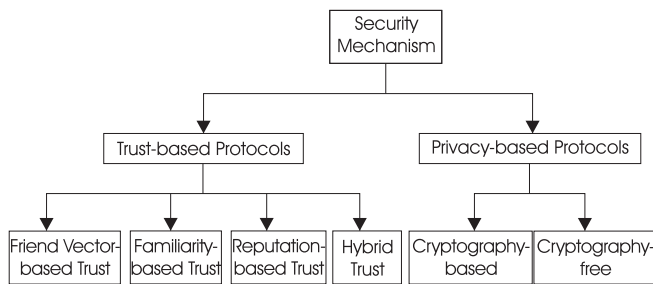 Security
Mechanism
Trust-based Protocols
Privacy-based Protocols
Friend Vector-
based Trust
Familiarity-
based Trust
Reputation-
based Trust
Hybrid
Trust
Cryptography-
based
Cryptography-
free